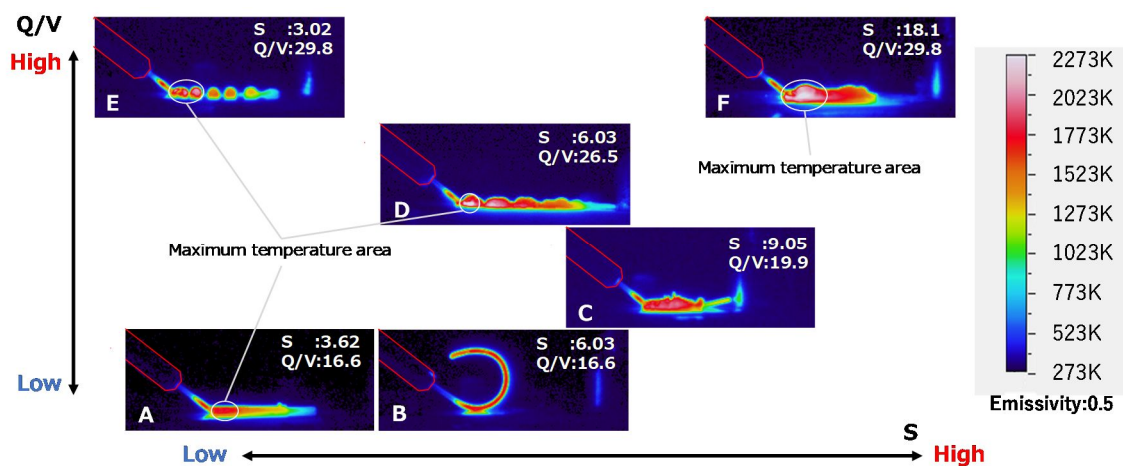 Q/V
High
S :3.02
Q/V:29.8
E
S :18.1
Q/V:29.8
F
Maximum temperature area
S :6.03
Q/V:26.5
D
Maximum temperature area
S :9.05
Q/V:19.9
C
S :3.62
Q/V:16.6
A
S :6.03
Q/V:16.6
B
Low
Low
S
High
2273K
2023K
1773K
1523K
1273K
1023K
773K
523K
273K
Emissivity:0.5